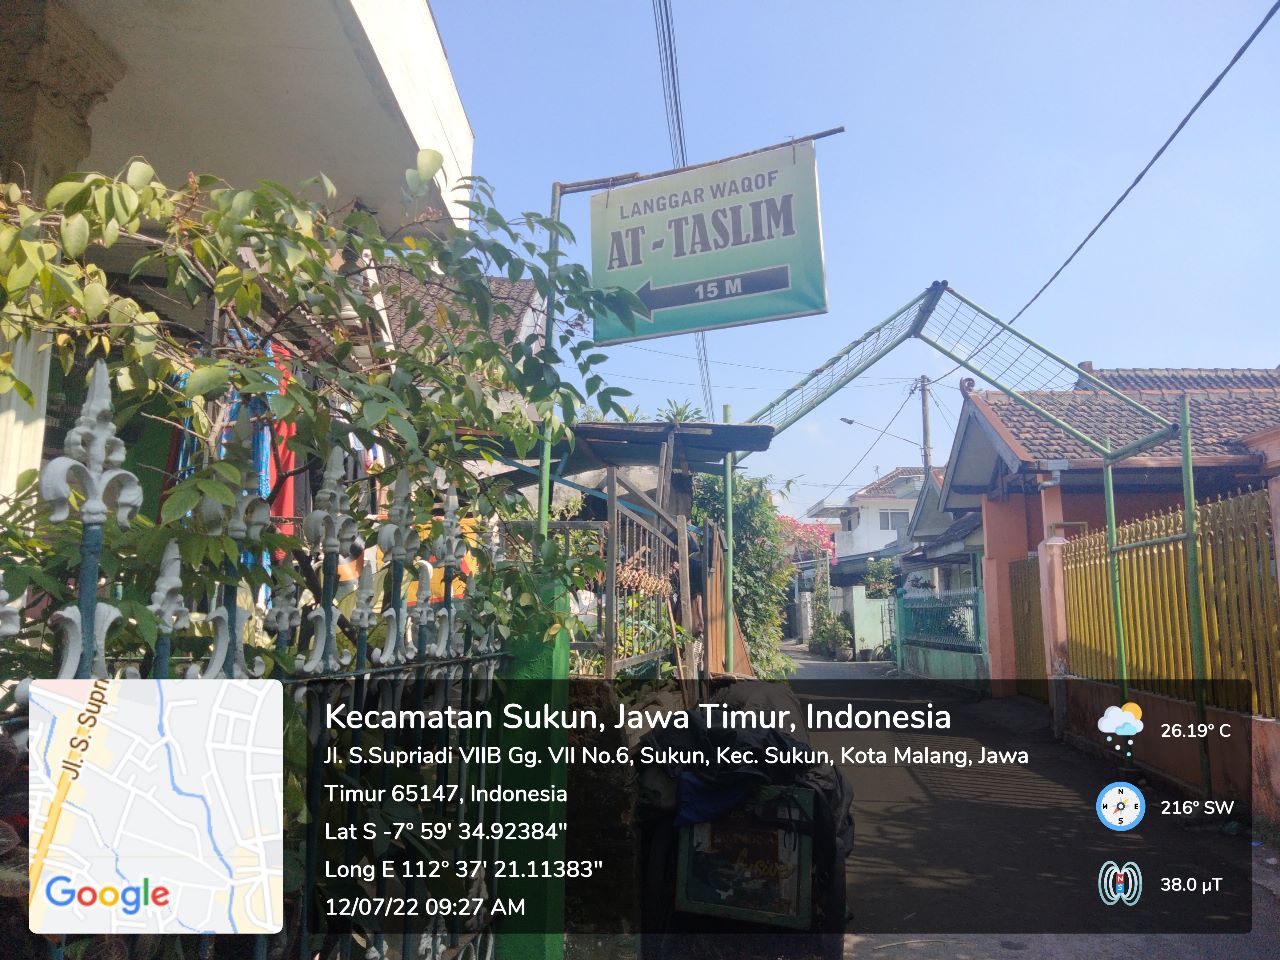 LANGGAR WAQOF
AT - TASLIM
15 M
Jl. S.Supri
Google
Kecamatan Sukun, Jawa Timur, Indonesia
Jl. S.Supriadi VIIB Gg. VII No.6, Sukun, Kec. Sukun, Kota Malang, Jawa
Timur 65147, Indonesia
Lat S -7° 59' 34.92384"
Long E 112° 37' 21.11383"
12/07/22 09:27 AM
26.19° C
N
E
S
216° SW
N
S
38.0 µT